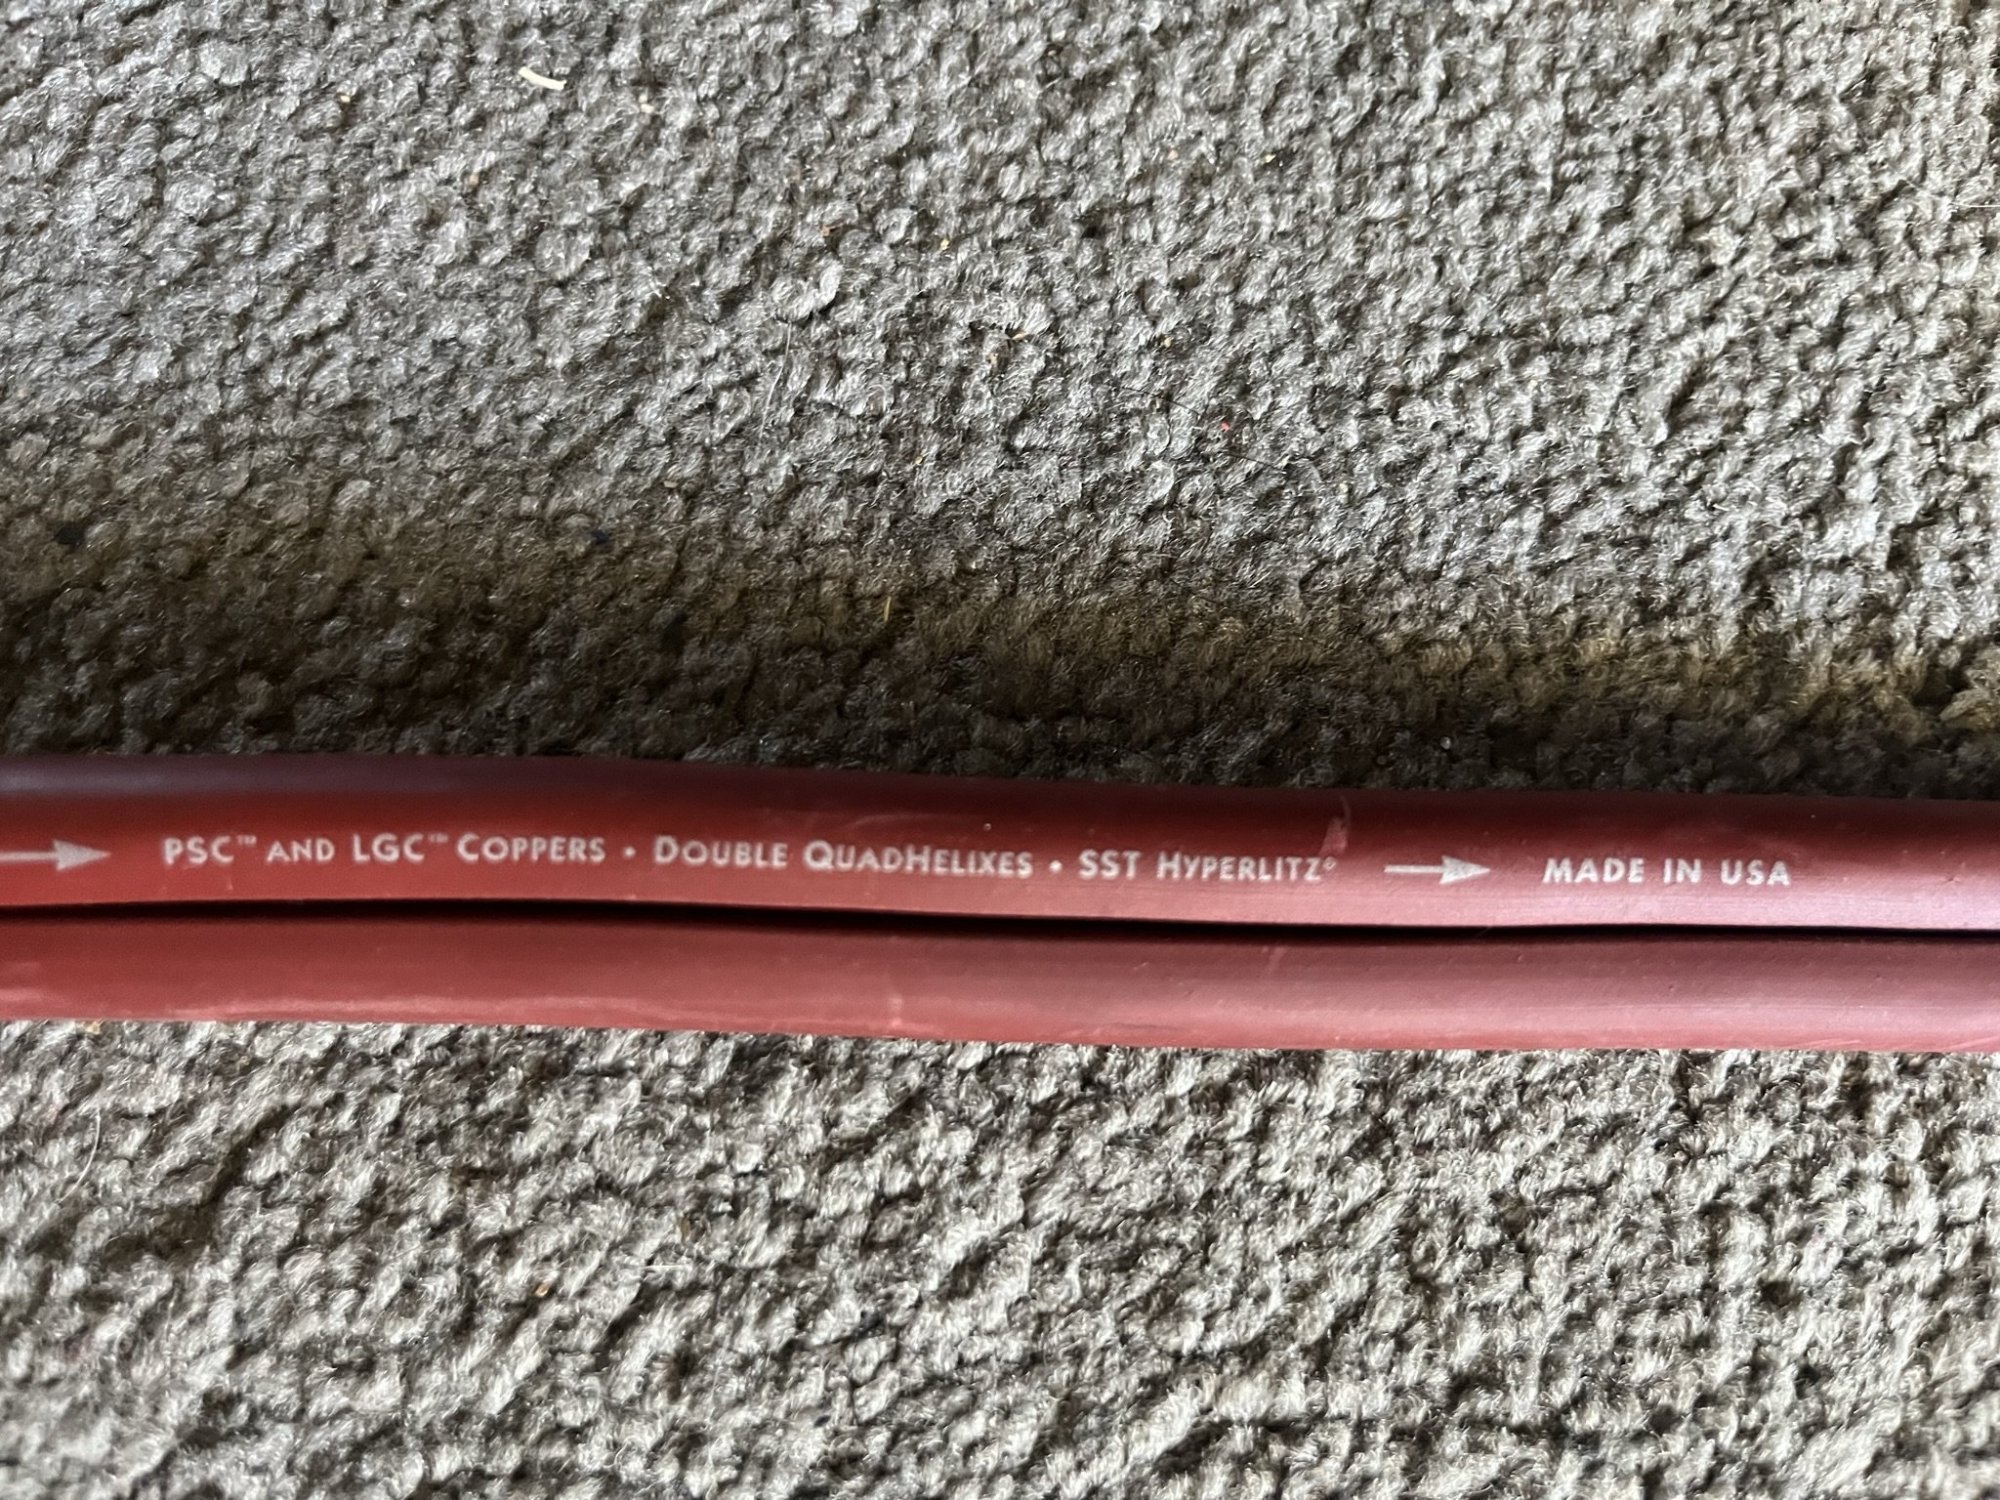 → PSC™ AND LGC™ COPPERS • DOUBLE QUADHELIXES • SST HYPERLITZ® → MADE IN USA